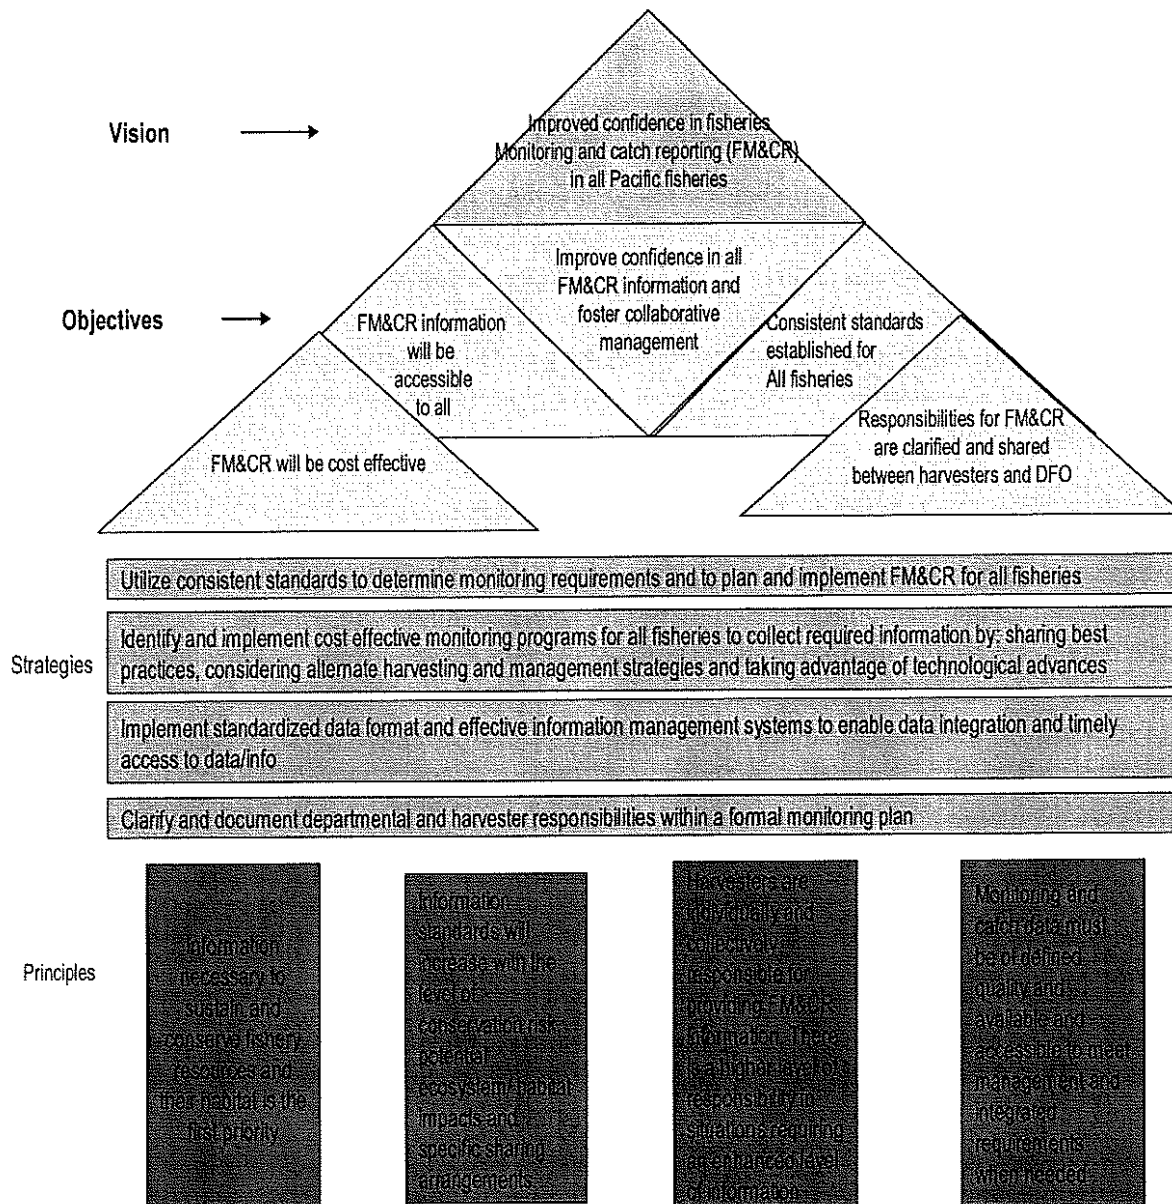 Vision
Improved confidence in fisheries
Monitoring and catch reporting (FM&CR)
in all Pacific fisheries
Objectives
Improve confidence in all
FM&CR information and
foster collaborative
management
FM&CR information
will be
accessible
to all
Consistent standards
established for
All fisheries
FM&CR will be cost effective
Responsibilities for FM&CR
are clarified and shared
between harvesters and DFO
Strategies
Utilize consistent standards to determine monitoring requirements and to plan and implement FM&CR for all fisheries
Identify and implement cost effective monitoring programs for all fisheries to collect required information by; sharing best
practices, considering alternate harvesting and management strategies and taking advantage of technological advances
Implement standardized data format and effective information management systems to enable data integration and timely
access to data/info
Clarify and document departmental and harvester responsibilities within a formal monitoring plan
Principles
Information
necessary to
sustain and
conserve fishery
resources and
their habitat is the
first priority
Information
standards will
increase with the
level of
conservation risk
potential
ecosystem/ habitat
impacts and
specific sharing
arrangements
Harvesters are
individually and
collectively
responsible for
providing FM&CR
information. There
is a higher level of
responsibility in
situations requiring
an enhanced level
of information
Monitoring and
catch data must
be of defined
quality and
available and
accessible to meet
management and
integrated
requirements
when needed